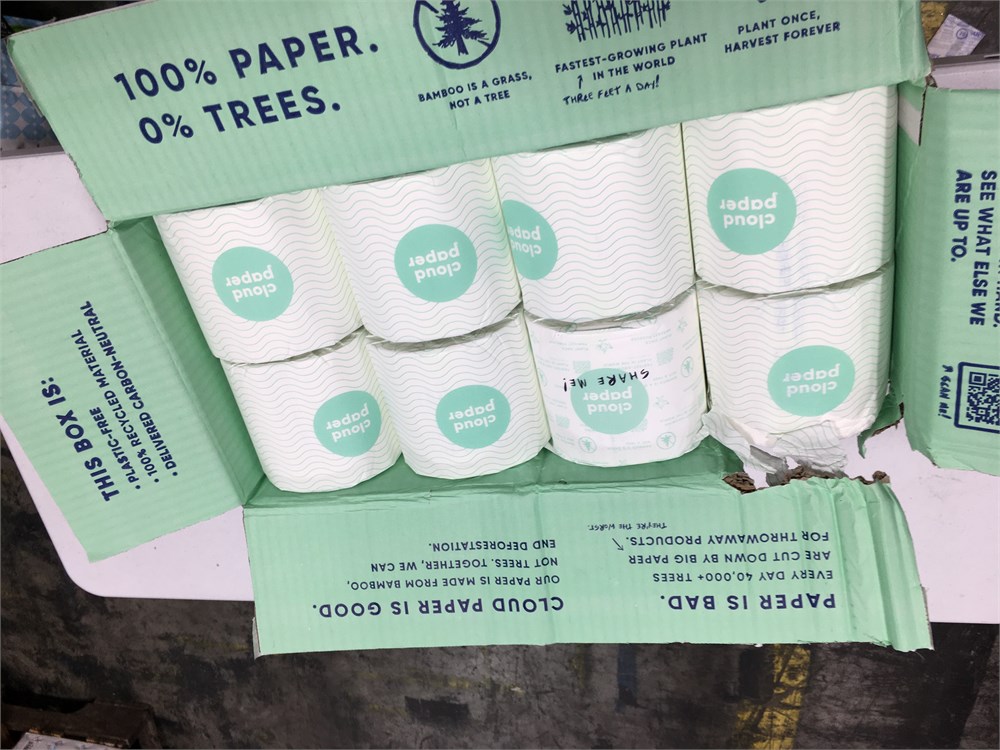 100% PAPER.
0% TREES.
BAMBOO IS A GRASS,
NOT A TREE
FASTEST-GROWING PLANT
IN THE WORLD
THREE FEET A DAY!
PLANT ONCE,
HARVEST FOREVER
THIS BOX IS:
• PLASTIC-FREE
• 100% RECYCLED MATERIAL
• DELIVERED CARBON-NEUTRAL
cloud
paper
cloud
paper
cloud
paper
cloud
paper
cloud
paper
cloud
paper
SHARE ME!
cloud
paper
cloud
paper
SEE WHAT ELSE WE
ARE UP TO.
SCAN ME!
PAPER IS BAD.
EVERY DAY 40,000+ TREES
ARE CUT DOWN BY BIG PAPER
FOR THROWAWAY PRODUCTS.
THEY'RE THE WORST.
CLOUD PAPER IS GOOD.
OUR PAPER IS MADE FROM BAMBOO,
NOT TREES. TOGETHER, WE CAN
END DEFORESTATION.